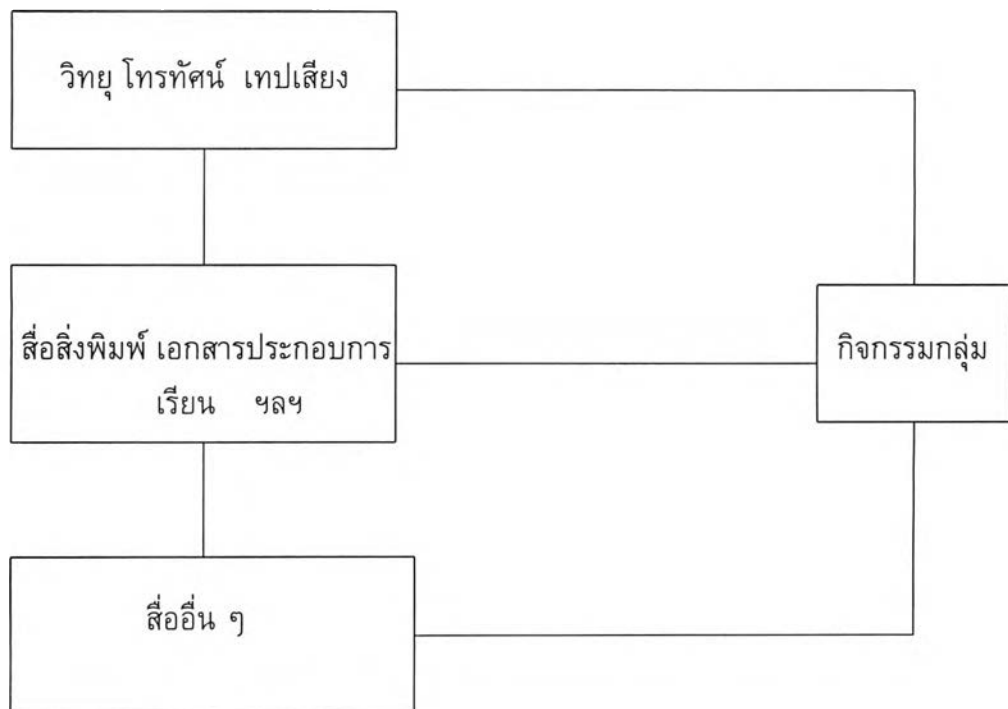 วิทยุ โทรทัศน์ เทปเสียง
สื่อสิ่งพิมพ์ เอกสารประกอบการ
เรียน ฯลฯ
กิจกรรมกลุ่ม
สื่ออื่น ๆ